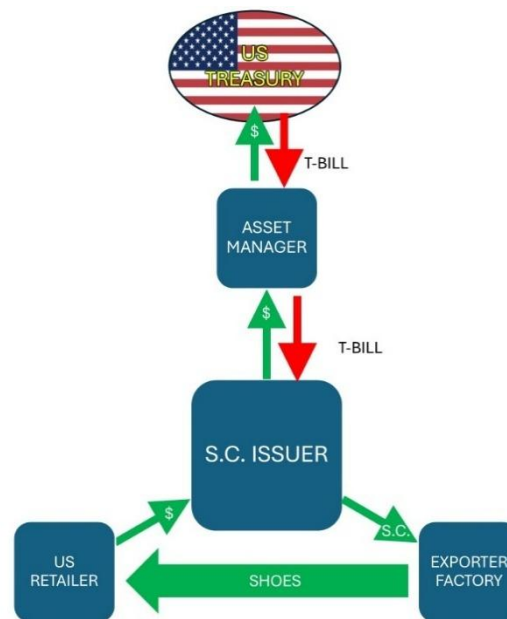 US
TREASURY
$
T-BILL
ASSET
MANAGER
$
T-BILL
S.C. ISSUER
$
S.C.
US
RETAILER
SHOES
EXPORTER
FACTORY